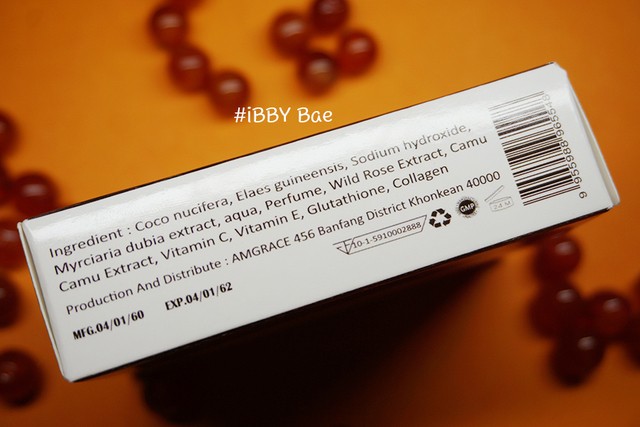 #iBBY Bae
Ingredient : Coco nucifera, Elaes guineensis, Sodium hydroxide,
Myrciaria dubia extract, aqua, Perfume, Wild Rose Extract, Camu
Camu Extract, Vitamin C, Vitamin E, Glutathione, Collagen
Production And Distribute : AMGRACE 456 Banfang District Khonkean 40000
10-1-5910002888
GMP
24 M
MFG.04/01/60 EXP.04/01/62